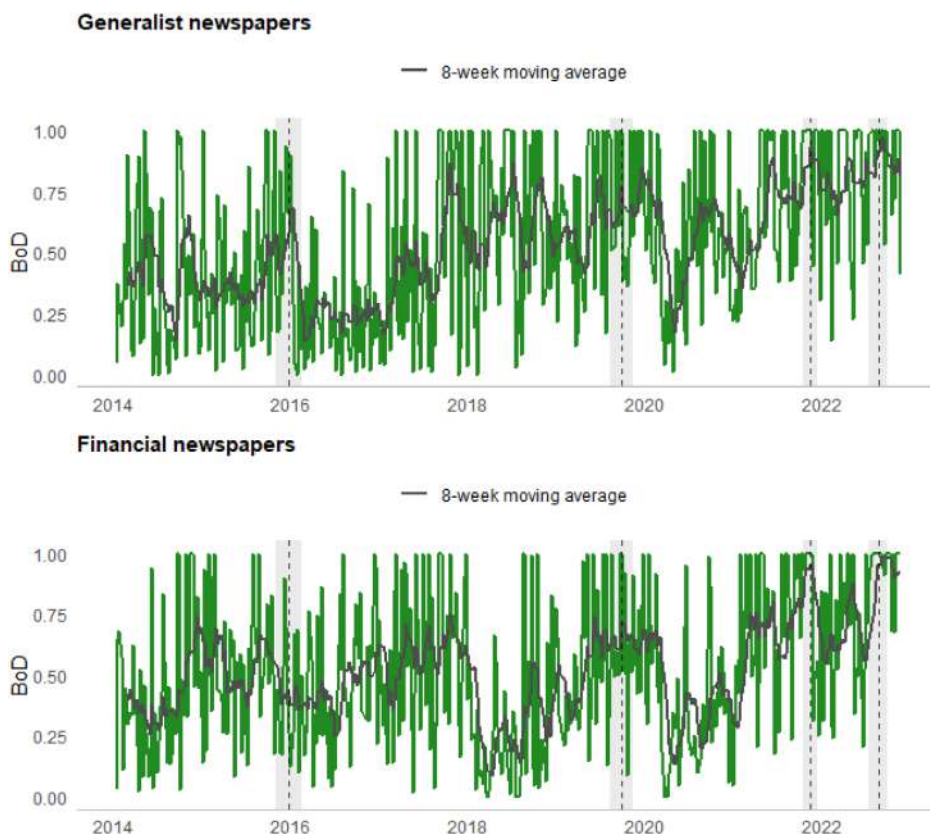 Generalist newspapers
8-week moving average
1.00
0.75
0.50
0.25
0.00
BoD
2014 2016 2018 2020 2022
Financial newspapers
8-week moving average
1.00
0.75
0.50
0.25
0.00
BoD
2014 2016 2018 2020 2022